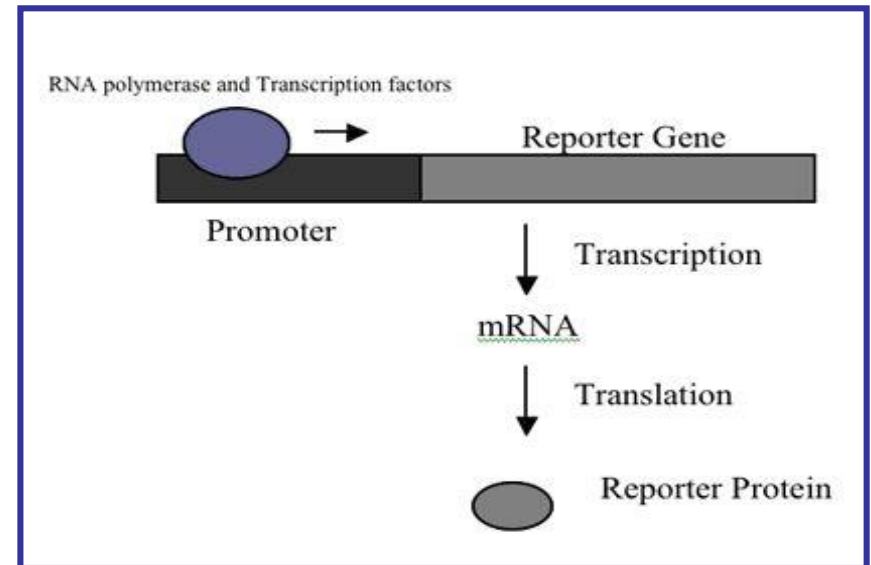 RNA polymerase and Transcription factors
Reporter Gene
Promoter
Transcription
mRNA
Translation
Reporter Protein